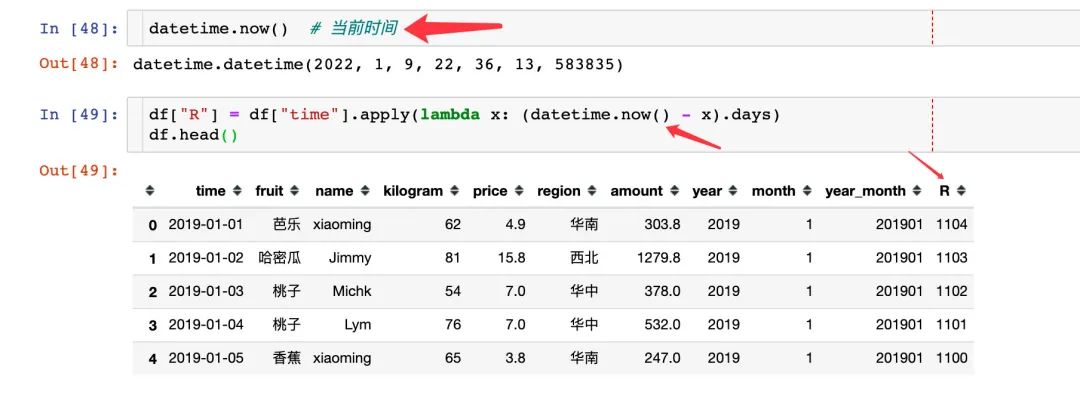 In [48]: datetime.now()  # 当前时间
Out[48]: datetime.datetime(2022, 1, 9, 22, 36, 13, 583835)
In [49]: df["R"] = df["time"].apply(lambda x: (datetime.now() - x).days)
df.head()
Out[49]:
time fruit name kilogram price region amount year month year_month R
0 2019-01-01 芭乐 xiaoming 62 4.9 华南 303.8 2019 1 201901 1104
1 2019-01-02 哈密瓜 Jimmy 81 15.8 西北 1279.8 2019 1 201901 1103
2 2019-01-03 桃子 Michk 54 7.0 华中 378.0 2019 1 201901 1102
3 2019-01-04 桃子 Lym 76 7.0 华中 532.0 2019 1 201901 1101
4 2019-01-05 香蕉 xiaoming 65 3.8 华南 247.0 2019 1 201901 1100